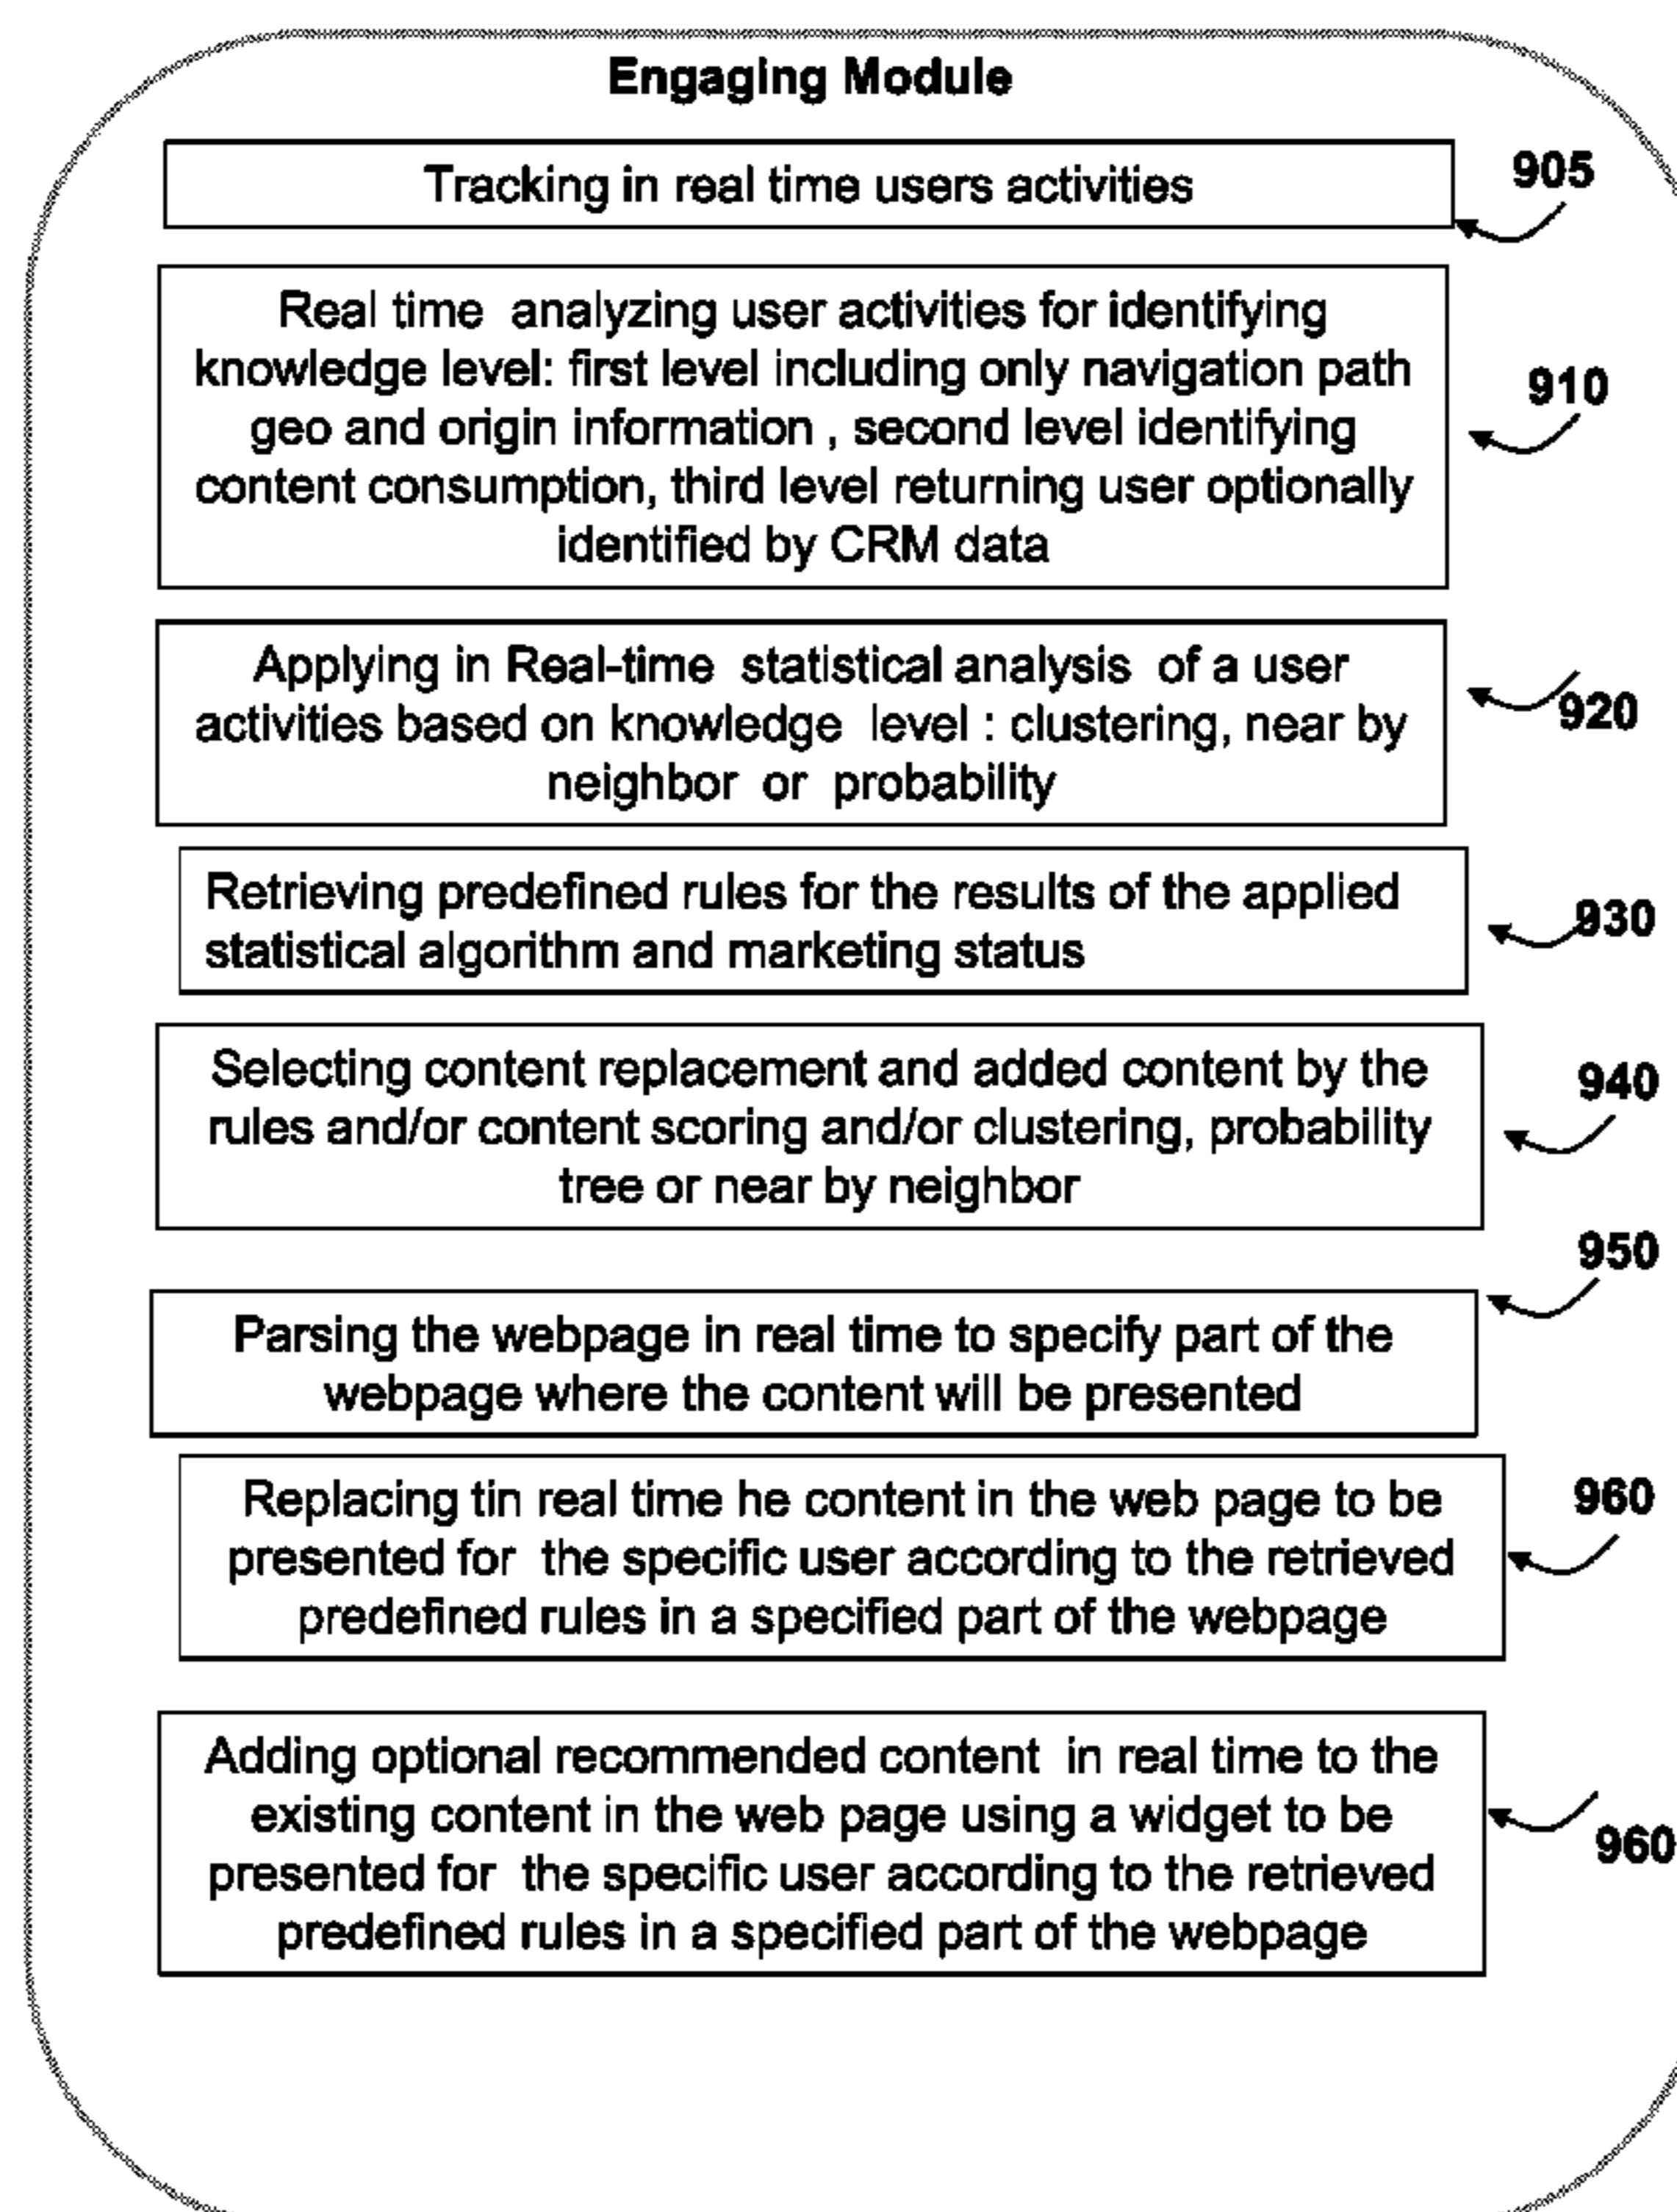 Engaging Module
Tracking in real time users activities
905
Real time analyzing user activities for identifying
knowledge level: first level including only navigation path
geo and origin information , second level identifying
content consumption, third level returning user optionally
identified by CRM data
910
Applying in Real-time statistical analysis of a user
activities based on knowledge level : clustering, near by
neighbor or probability
920
Retrieving predefined rules for the results of the applied
statistical algorithm and marketing status
930
Selecting content replacement and added content by the
rules and/or content scoring and/or clustering, probability
tree or near by neighbor
940
950
Parsing the webpage in real time to specify part of the
webpage where the content will be presented
Replacing tin real time he content in the web page to be
presented for the specific user according to the retrieved
predefined rules in a specified part of the webpage
960
Adding optional recommended content in real time to the
existing content in the web page using a widget to be
presented for the specific user according to the retrieved
predefined rules in a specified part of the webpage
960